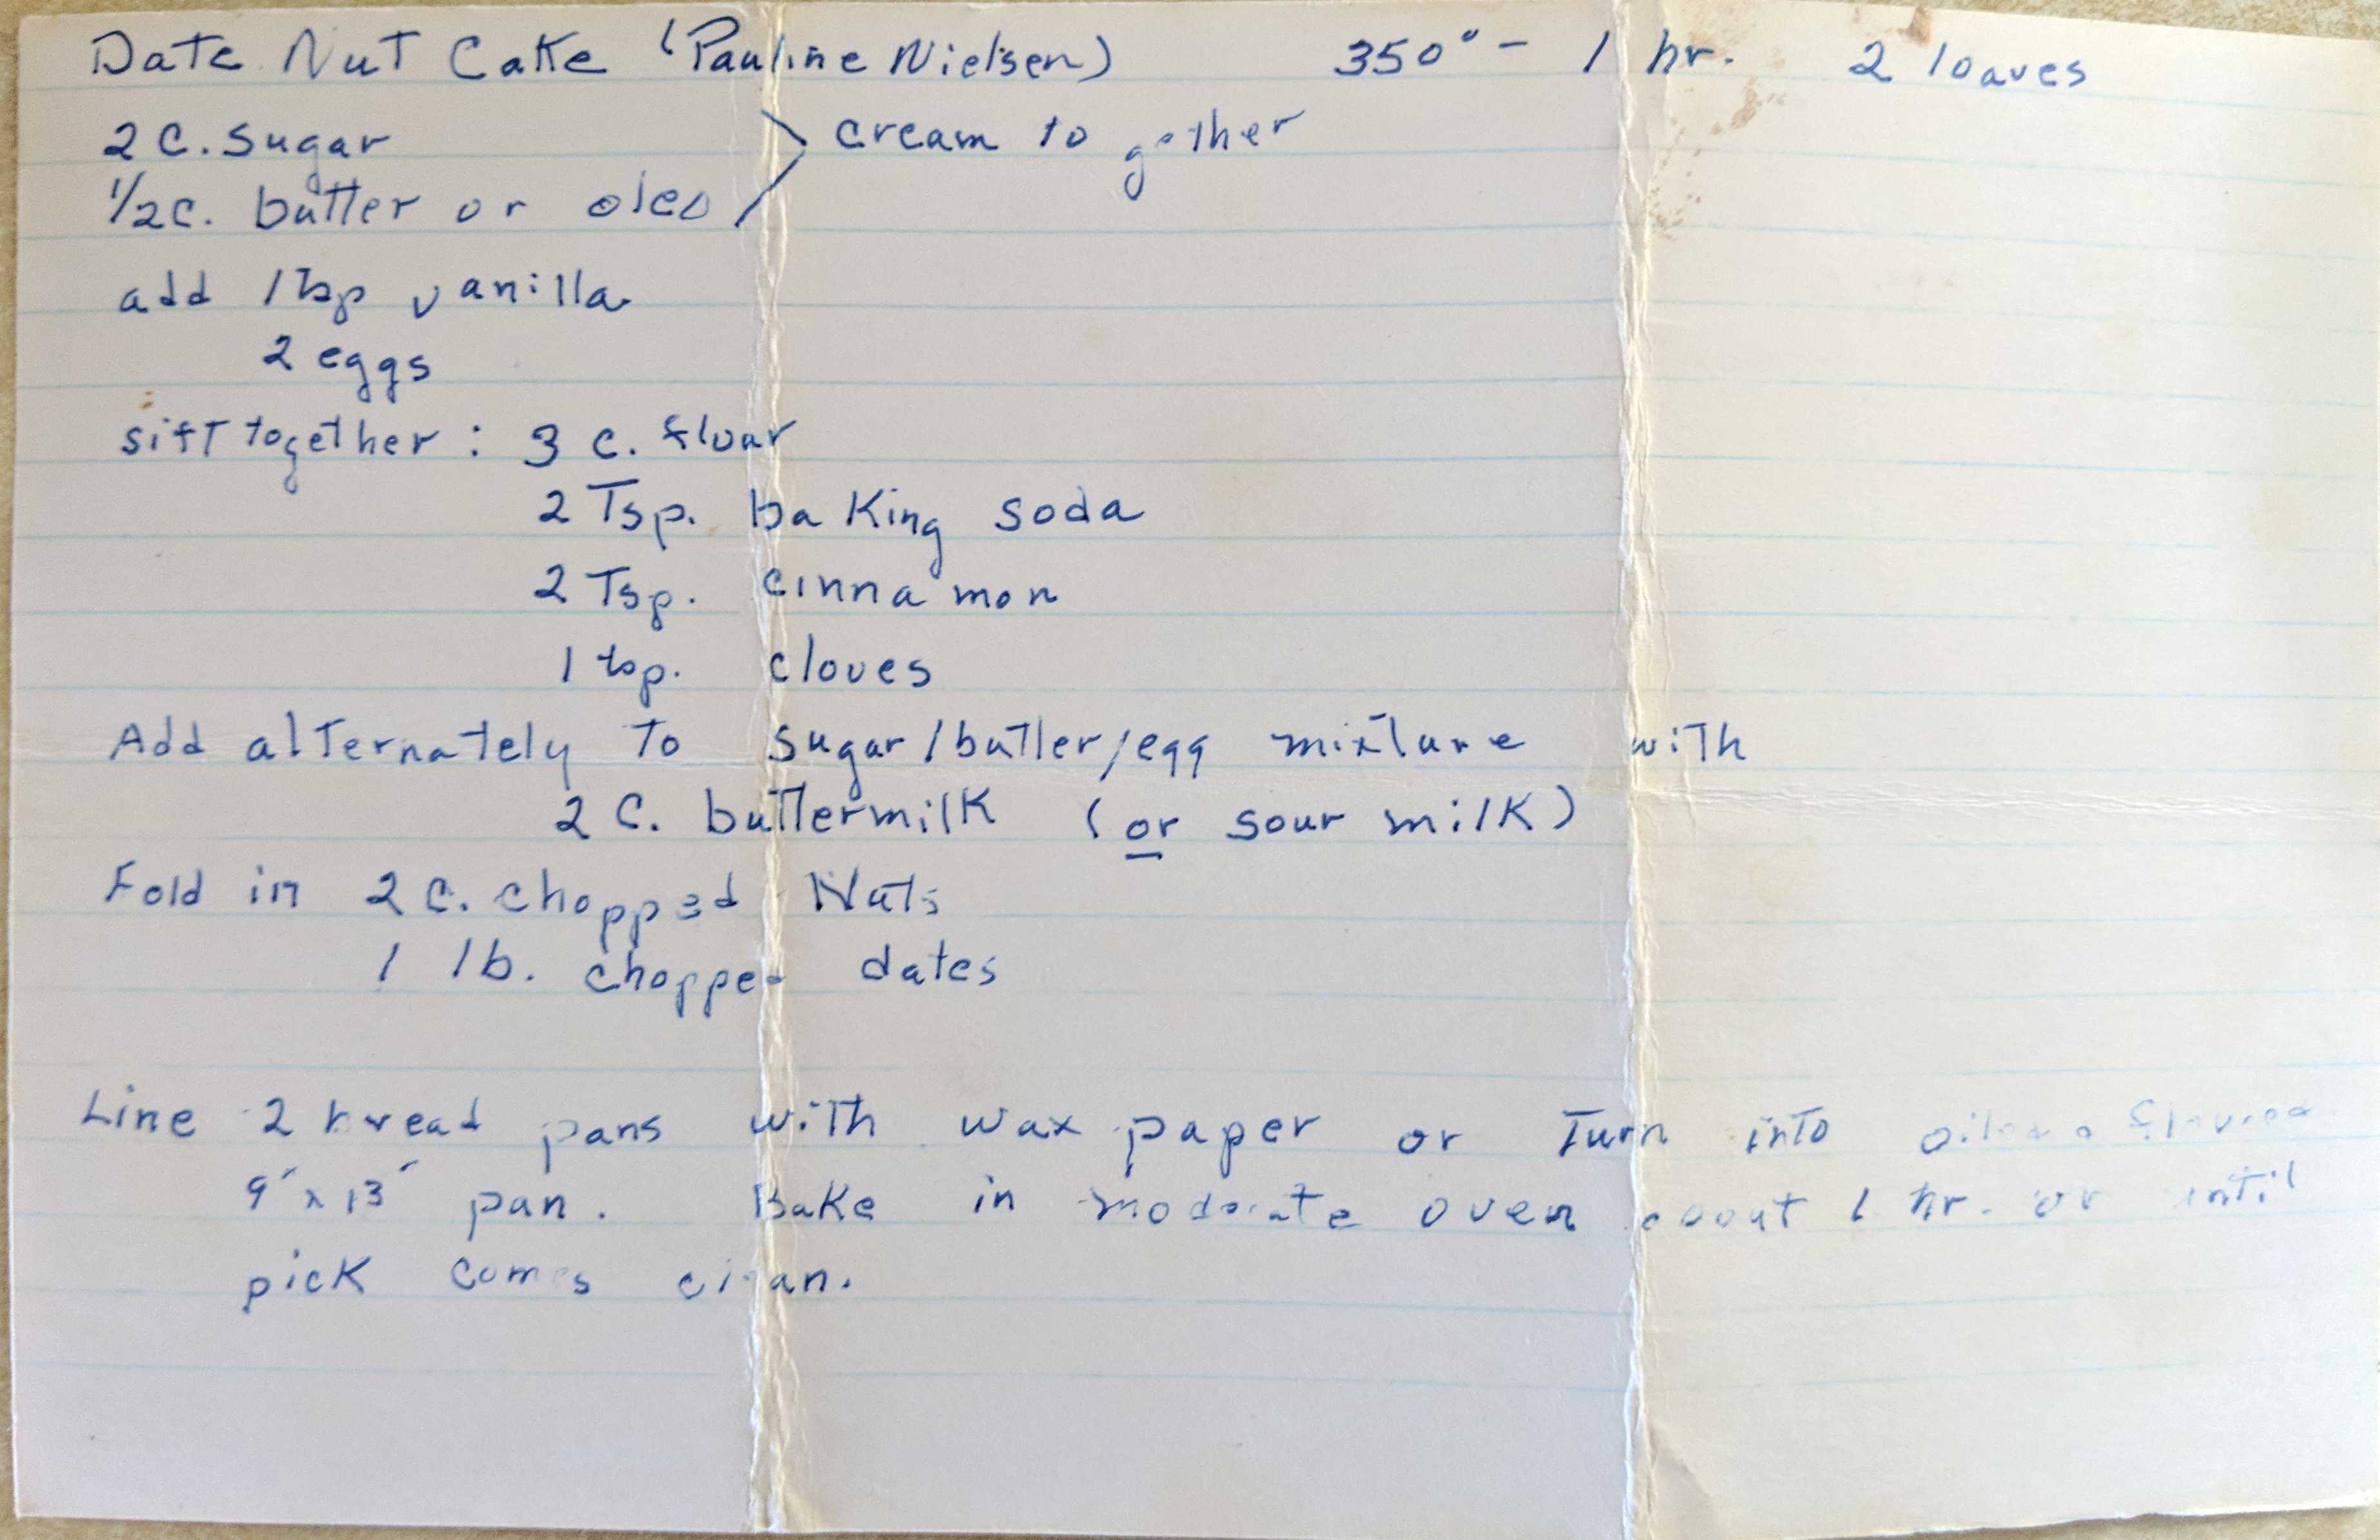 Date Nut Cake (Pauline Nielsen) 350° - 1 hr. 2 loaves
2 C. Sugar
1/2 C. butter or oleo > cream to gether
add 1 tsp vanilla
2 eggs
sift together : 3 c. flour
2 Tsp. baking soda
2 Tsp. cinnamon
1 tsp. cloves
Add alternately to sugar/butter/egg mixture with
2 C. buttermilk (or sour milk)
Fold in 2 C. chopped Nuts
1 lb. chopped dates
Line 2 bread pans with wax paper or turn into floured
9" x 13" pan. Bake in moderate oven about 1 hr. or until
pick comes clean.